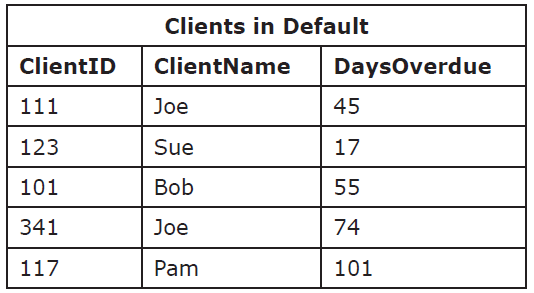 Clients in Default
ClientID ClientName DaysOverdue
111 Joe 45
123 Sue 17
101 Bob 55
341 Joe 74
117 Pam 101